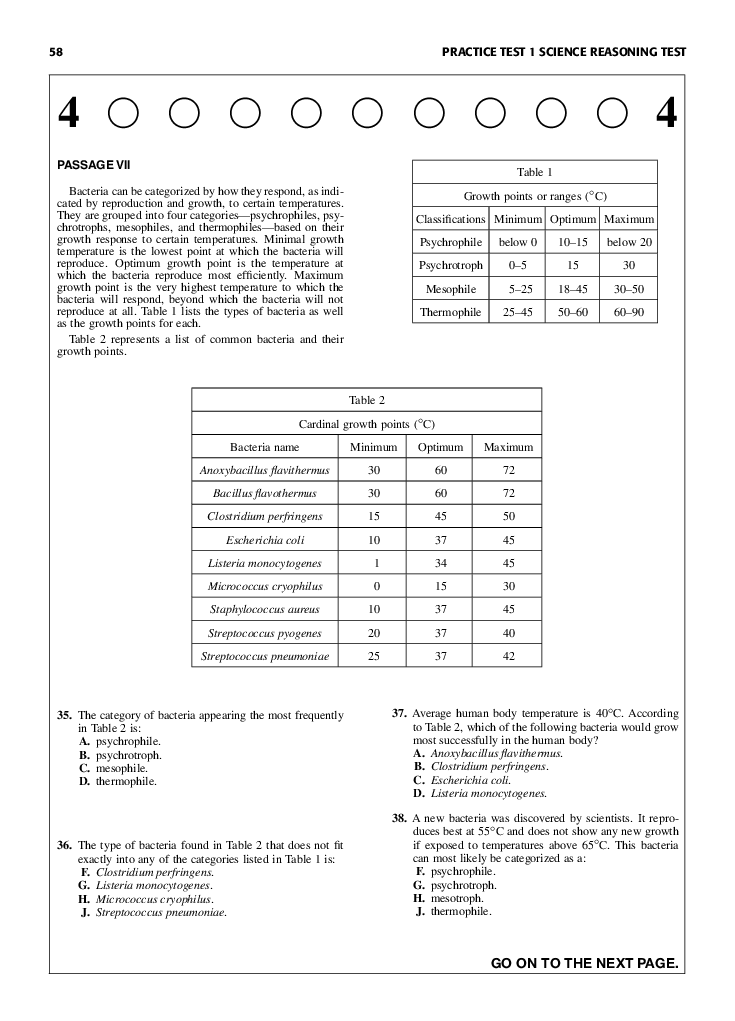 58
PRACTICE TEST 1 SCIENCE REASONING TEST
4
4
PASSAGE VII
Bacteria can be categorized by how they respond, as indi-
cated by reproduction and growth, to certain temperatures.
They are grouped into four categories—psychrophiles, psy-
chrotrophs, mesophiles, and thermophiles—based on their
growth response to certain temperatures. Minimal growth
temperature is the lowest point at which the bacteria will
reproduce. Optimum growth point is the temperature at
which the bacteria reproduce most efficiently. Maximum
growth point is the very highest temperature to which the
bacteria will respond, beyond which the bacteria will not
reproduce at all. Table 1 lists the types of bacteria as well
as the growth points for each.
Table 2 represents a list of common bacteria and their
growth points.
Table 1
Growth points or ranges (°C)
Classifications Minimum Optimum Maximum
Psychrophile below 0 10–15 below 20
Psychrotroph 0–5 15 30
Mesophile 5–25 18–45 30–50
Thermophile 25–45 50–60 60–90
Table 2
Cardinal growth points (°C)
Bacteria name Minimum Optimum Maximum
Anoxybacillus flavithermus 30 60 72
Bacillus flavothermus 30 60 72
Clostridium perfringens 15 45 50
Escherichia coli 10 37 45
Listeria monocytogenes 1 34 45
Micrococcus cryophilus 0 15 30
Staphylococcus aureus 10 37 45
Streptococcus pyogenes 20 37 40
Streptococcus pneumoniae 25 37 42
35. The category of bacteria appearing the most frequently
in Table 2 is:
A. psychrophile.
B. psychrotroph.
C. mesophile.
D. thermophile.
36. The type of bacteria found in Table 2 that does not fit
exactly into any of the categories listed in Table 1 is:
F. Clostridium perfringens.
G. Listeria monocytogenes.
H. Micrococcus cryophilus.
J. Streptococcus pneumoniae.
37. Average human body temperature is 40°C. According
to Table 2, which of the following bacteria would grow
most successfully in the human body?
A. Anoxybacillus flavithermus.
B. Clostridium perfringens.
C. Escherichia coli.
D. Listeria monocytogenes.
38. A new bacteria was discovered by scientists. It repro-
duces best at 55°C and does not show any new growth
if exposed to temperatures above 65°C. This bacteria
can most likely be categorized as a:
F. psychrophile.
G. psychrotroph.
H. mesotroph.
J. thermophile.
GO ON TO THE NEXT PAGE.